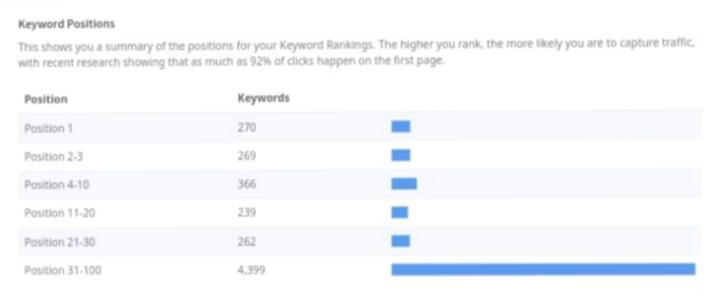 Keyword Positions
This shows you a summary of the positions for your Keyword Rankings. The higher you rank, the more likely you are to capture traffic,
with recent research showing that as much as 92% of clicks happen on the first page.
Position Keywords
Position 1 270
Position 2-3 269
Position 4-10 366
Position 11-20 239
Position 21-30 262
Position 31-100 4,399